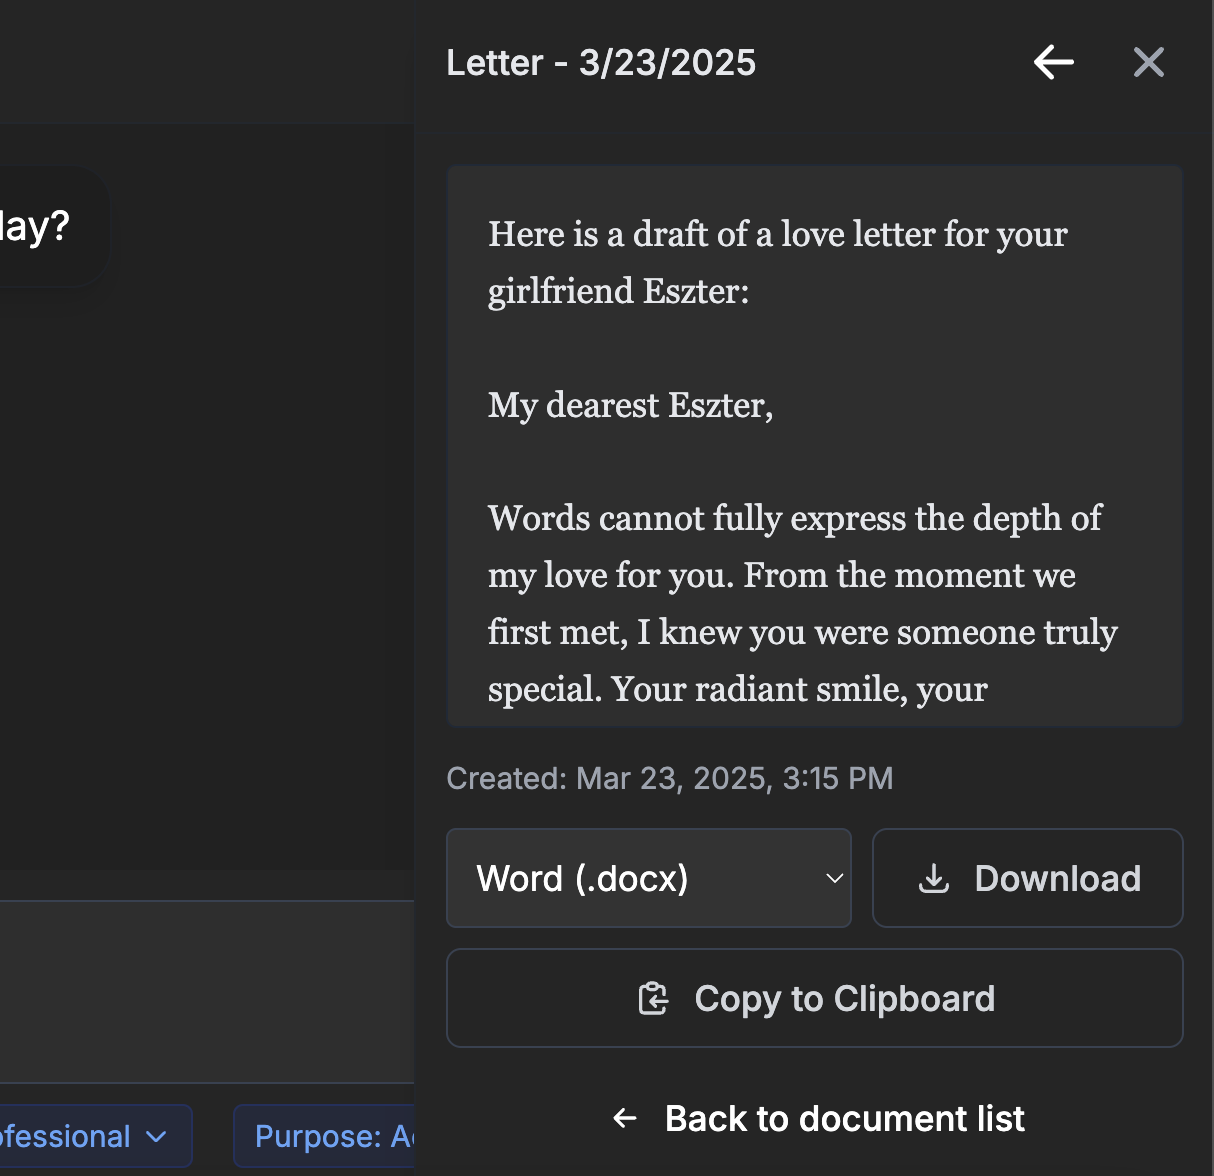 Letter - 3/23/2025
day?
Here is a draft of a love letter for your
girlfriend Eszter:
My dearest Eszter,
Words cannot fully express the depth of
my love for you. From the moment we
first met, I knew you were someone truly
special. Your radiant smile, your
Created: Mar 23, 2025, 3:15 PM
Word (.docx)
Download
Copy to Clipboard
Back to document list
ofessional
Purpose: